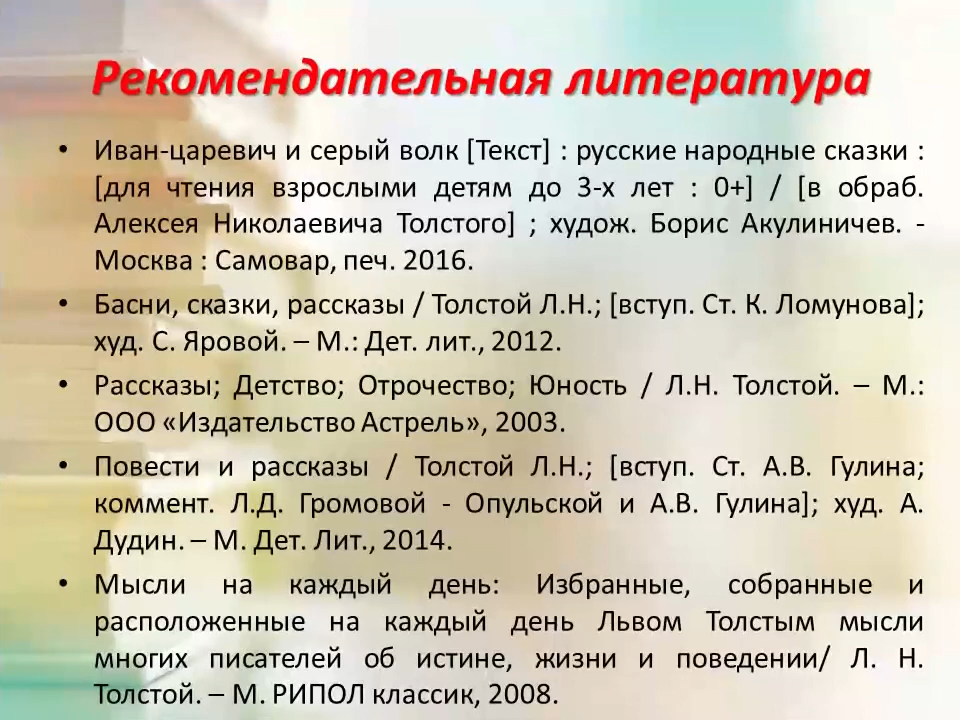 Рекомендательная литература
• Иван-царевич и серый волк [Текст] : русские народные сказки :
[для чтения взрослыми детям до 3-х лет : 0+] / [в обраб.
Алексея Николаевича Толстого] ; худож. Борис Акулиничев. -
Москва : Самовар, печ. 2016.
• Басни, сказки, рассказы / Толстой Л.Н.; [вступ. Ст. К. Ломунова];
худ. С. Яровой. – М.: Дет. лит., 2012.
• Рассказы; Детство; Отрочество; Юность / Л.Н. Толстой. – М.:
ООО «Издательство Астрель», 2003.
• Повести и рассказы / Толстой Л.Н.; [вступ. Ст. А.В. Гулина;
коммент. Л.Д. Громовой - Опульской и А.В. Гулина]; худ. А.
Дудин. – М. Дет. Лит., 2014.
• Мысли на каждый день: Избранные, собранные и
расположенные на каждый день Львом Толстым мысли
многих писателей об истине, жизни и поведении/ Л. Н.
Толстой. – М. РИПОЛ классик, 2008.